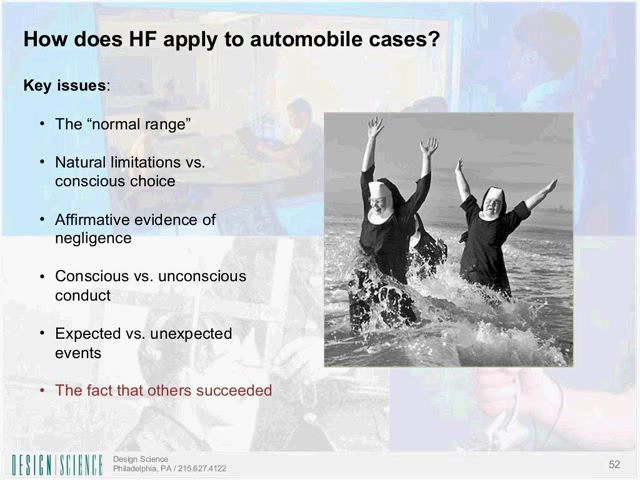 How does HF apply to automobile cases?
Key issues:
• The “normal range”
• Natural limitations vs.
conscious choice
• Affirmative evidence of
negligence
• Conscious vs. unconscious
conduct
• Expected vs. unexpected
events
• The fact that others succeeded
DESIGN SCIENCE
Design Science
Philadelphia, PA / 215.627.4122
52